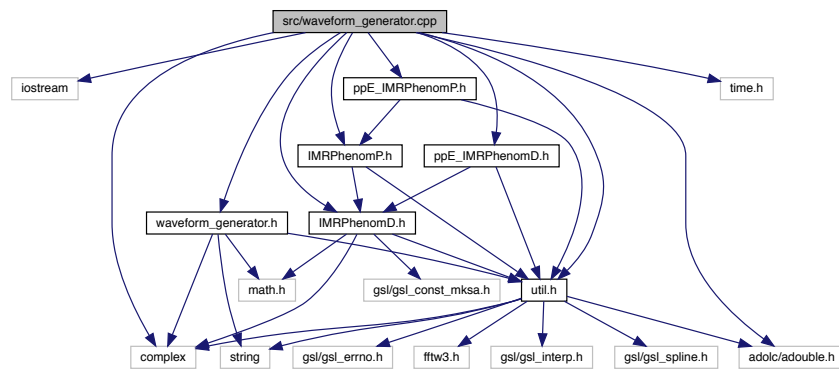 src/waveform_generator.cpp
iostream
ppE_IMRPhenomP.h
time.h
IMRPhenomP.h
ppE_IMRPhenomD.h
waveform_generator.h
IMRPhenomD.h
math.h
gsl/gsl_const_mksa.h
util.h
complex
string
gsl/gsl_errno.h
fftw3.h
gsl/gsl_interp.h
gsl/gsl_spline.h
adolc/adouble.h